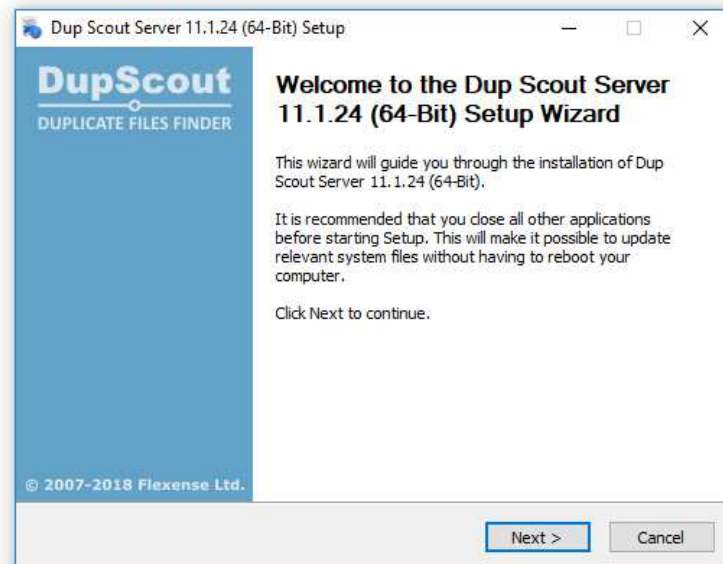 Dup Scout Server 11.1.24 (64-Bit) Setup
DupScout
DUPLICATE FILES FINDER
Welcome to the Dup Scout Server
11.1.24 (64-Bit) Setup Wizard
This wizard will guide you through the installation of Dup
Scout Server 11.1.24 (64-Bit).
It is recommended that you close all other applications
before starting Setup. This will make it possible to update
relevant system files without having to reboot your
computer.
Click Next to continue.
© 2007-2018 Flexense Ltd.
Next >
Cancel